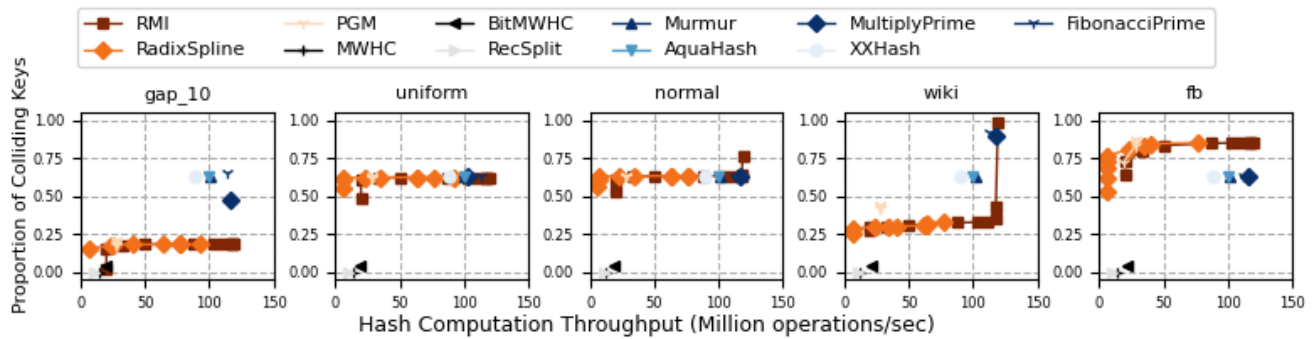 RMI PGM BitMWHC Murmur MultiplyPrime FibonacciPrime
RadixSpline MWHC RecSplit AquaHash XXHash
Proportion of Colliding Keys
gap_10 uniform normal wiki fb
1.00 1.00 1.00 1.00 1.00
0.75 0.75 0.75 0.75 0.75
0.50 0.50 0.50 0.50 0.50
0.25 0.25 0.25 0.25 0.25
0.00 0.00 0.00 0.00 0.00
0 50 100 150 0 50 100 150 0 50 100 150 0 50 100 150 0 50 100 150
Hash Computation Throughput (Million operations/sec)